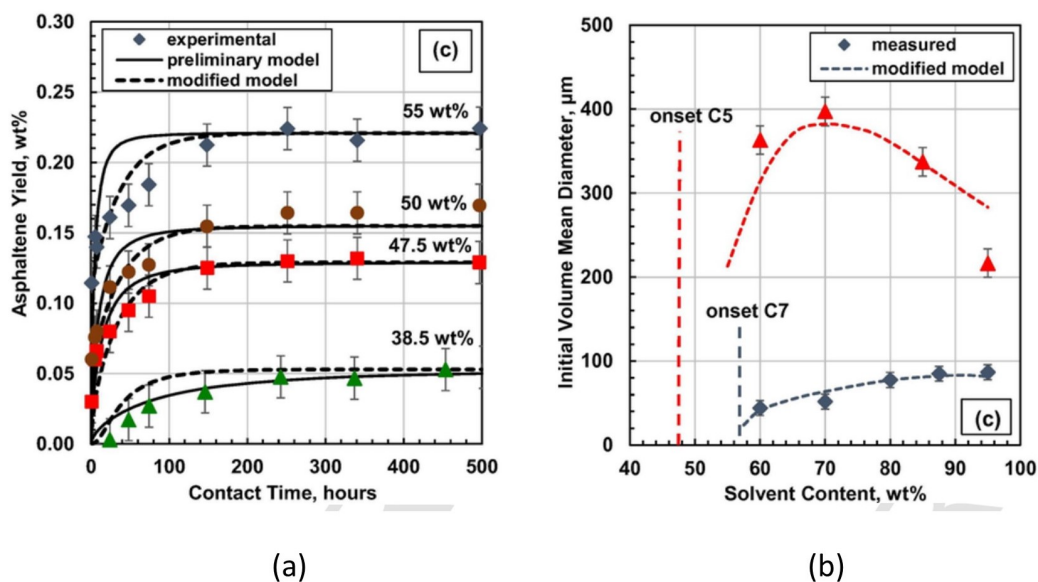 experimental
preliminary model
modified model
(c)
55 wt%
50 wt%
47.5 wt%
38.5 wt%
0.30
0.25
0.20
0.15
0.10
0.05
0.00
Asphaltene Yield, wt%
0 100 200 300 400 500
Contact Time, hours
(a)
measured
modified model
onset C5
onset C7
(c)
500
400
300
200
100
0
Initial Volume Mean Diameter, µm
40 50 60 70 80 90 100
Solvent Content, wt%
(b)